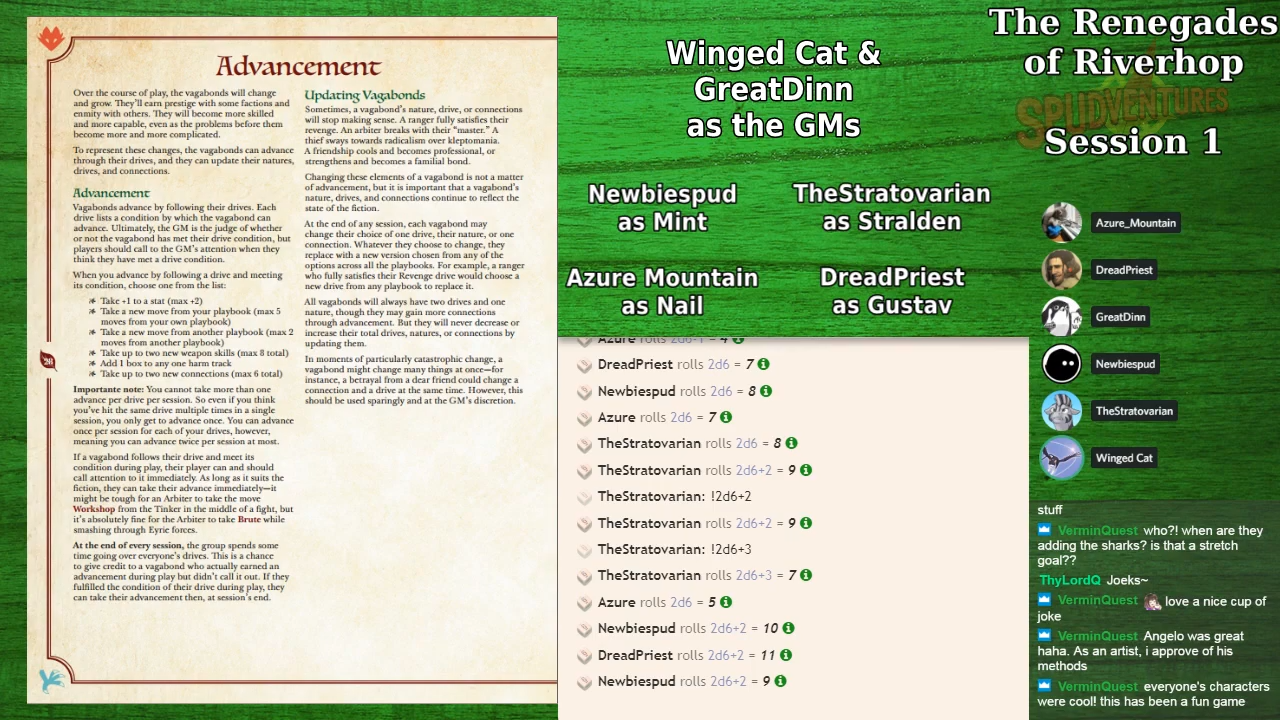 Advancement
Over the course of play, the vagabonds will change
and grow. They'll earn prestige with some factions and
enmity with others. They will become more skilled
and more capable, even as the problems before them
become more and more complicated.
To represent these changes, the vagabonds can advance
through their drives, and they can update their natures,
drives, and connections.
Advancement
Vagabonds advance by following their drives. Each
drive lists a condition by which the vagabond can
advance. Ultimately, the GM is the judge of whether
or not the vagabond has met their drive condition, but
players should call to the GM's attention when they
think they have met a drive condition.
When you advance by following a drive and meeting
its condition, choose one from the list:
Take +1 to a stat (max +2)
Take a new move from your playbook (max 5
moves from your own playbook)
Take a new move from another playbook (max 2
moves from another playbook)
Take up to two new weapon skills (max 8 total)
Add 1 box to any one harm track
Take up to two new connections (max 6 total)
Importante note: You cannot take more than one
advance per drive per session. So even if you think
you've hit the same drive multiple times in a single
session, you only get to advance once. You can advance
once per session for each of your drives, however,
meaning you can advance twice per session at most.
If a vagabond follows their drive and meets its
condition during play, their player can and should
call attention to it immediately. As long as it suits the
fiction, they can take their advance immediately—it
might be tough for an Arbiter to take the move
Workshop from the Tinker in the middle of a fight, but
it's absolutely fine for the Arbiter to take Brute while
smashing through Eyrie forces.
At the end of every session, the group spends some
time going over everyone's drives. This is a chance
to give credit to a vagabond who actually earned an
advancement during play but didn't call it out. If they
fulfilled the condition of their drive during play, they
can take their advancement then, at session's end.
28
Updating Vagabonds
Sometimes, a vagabond's nature, drive, or connections
will stop making sense. A ranger fully satisfies their
revenge. An arbiter breaks with their "master." A
thief sways towards radicalism over kleptomania.
A friendship cools and becomes professional, or
strengthens and becomes a familial bond.
Changing these elements of a vagabond is not a matter
of advancement, but it is important that a vagabond's
nature, drives, and connections continue to reflect the
state of the fiction.
At the end of any session, each vagabond may
change their choice of one drive, their nature, or one
connection. Whatever they choose to change, they
replace with a new version chosen from any of the
options across all the playbooks. For example, a ranger
who fully satisfies their Revenge drive would choose a
new drive from any playbook to replace it.
All vagabonds will always have two drives and one
nature, though they may gain more connections
through advancement. But they will never decrease or
increase their total drives, natures, or connections by
updating them.
In moments of particularly catastrophic change, a
vagabond might change many things at once—for
instance, a betrayal from a dear friend could change a
connection and a drive at the same time. However, this
should be used sparingly and at the GM's discretion.
Winged Cat &
GreatDinn
as the GMs
Newbiespud
as Mint
TheStratovarian
as Stralden
Azure Mountain
as Nail
DreadPriest
as Gustav
The Renegades
of Riverhop
SPUDVENTURES
Session 1
Azure_Mountain
DreadPriest
GreatDinn
Newbiespud
TheStratovarian
Winged Cat
Azure rolls 2d6-1 = 4
DreadPriest rolls 2d6 = 7
Newbiespud rolls 2d6 = 8
Azure rolls 2d6 = 7
TheStratovarian rolls 2d6 = 8
TheStratovarian rolls 2d6+2 = 9
TheStratovarian: !2d6+2
TheStratovarian rolls 2d6+2 = 9
TheStratovarian: !2d6+3
TheStratovarian rolls 2d6+3 = 7
Azure rolls 2d6 = 5
Newbiespud rolls 2d6+2 = 10
DreadPriest rolls 2d6+2 = 11
Newbiespud rolls 2d6+2 = 9
stuff
VerminQuest who?! when are they
adding the sharks? is that a stretch
goal??
ThyLordQ Joeks~
VerminQuest love a nice cup of
joke
VerminQuest Angelo was great
haha. As an artist, i approve of his
methods
VerminQuest everyone's characters
were cool! this has been a fun game